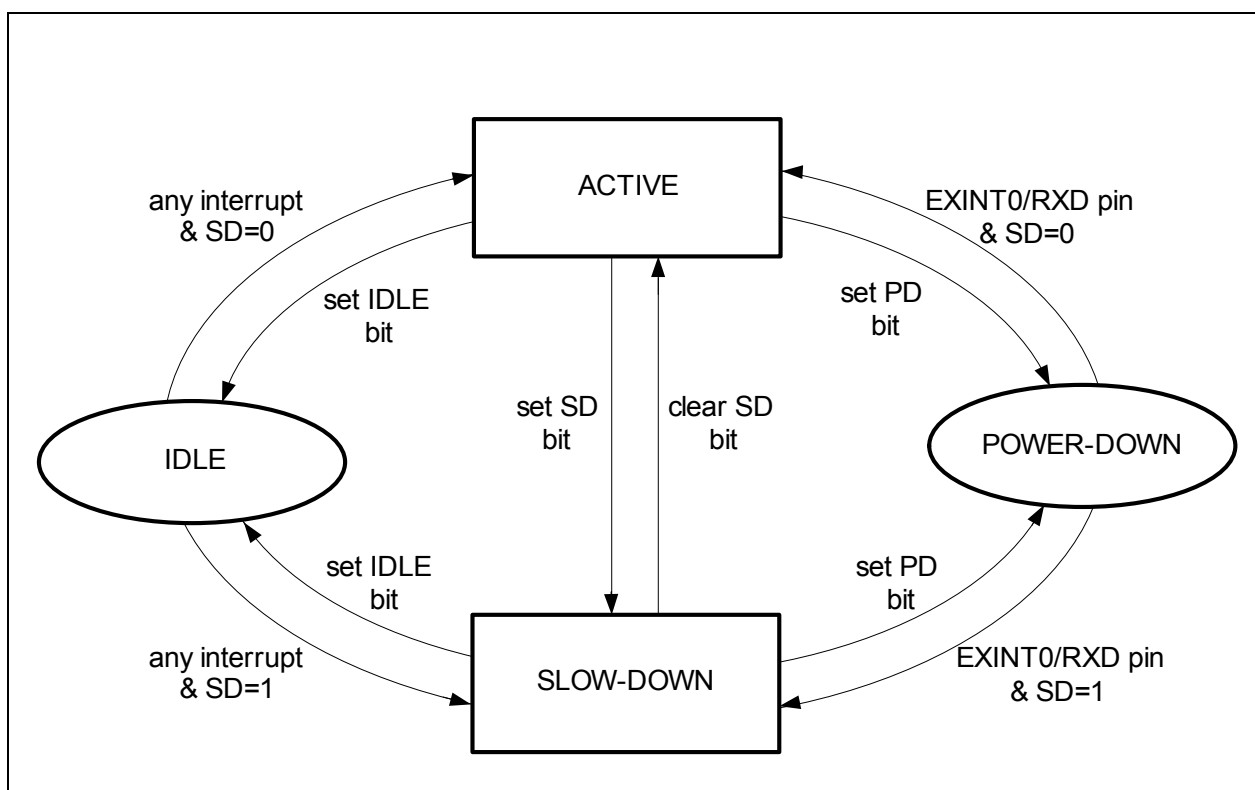 ACTIVE
any interrupt
& SD=0
EXINT0/RXD pin
& SD=0
set IDLE
bit
set PD
bit
set SD
bit
clear SD
bit
IDLE
POWER-DOWN
set IDLE
bit
set PD
bit
any interrupt
& SD=1
SLOW-DOWN
EXINT0/RXD pin
& SD=1